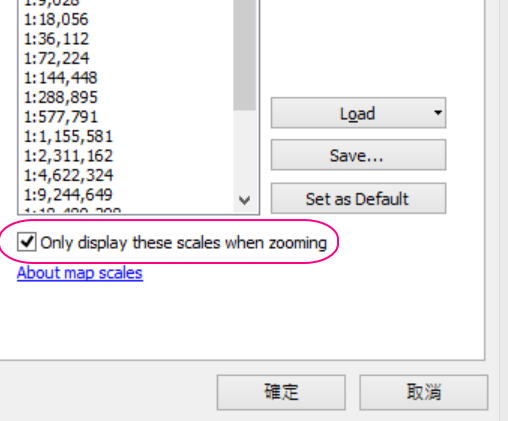 1:18,056
1:36,112
1:72,224
1:144,448
1:288,895
1:577,791
1:1,155,581
1:2,311,162
1:4,622,324
1:9,244,649
Load
Save...
Set as Default
Only display these scales when zooming
About map scales
確定
取消